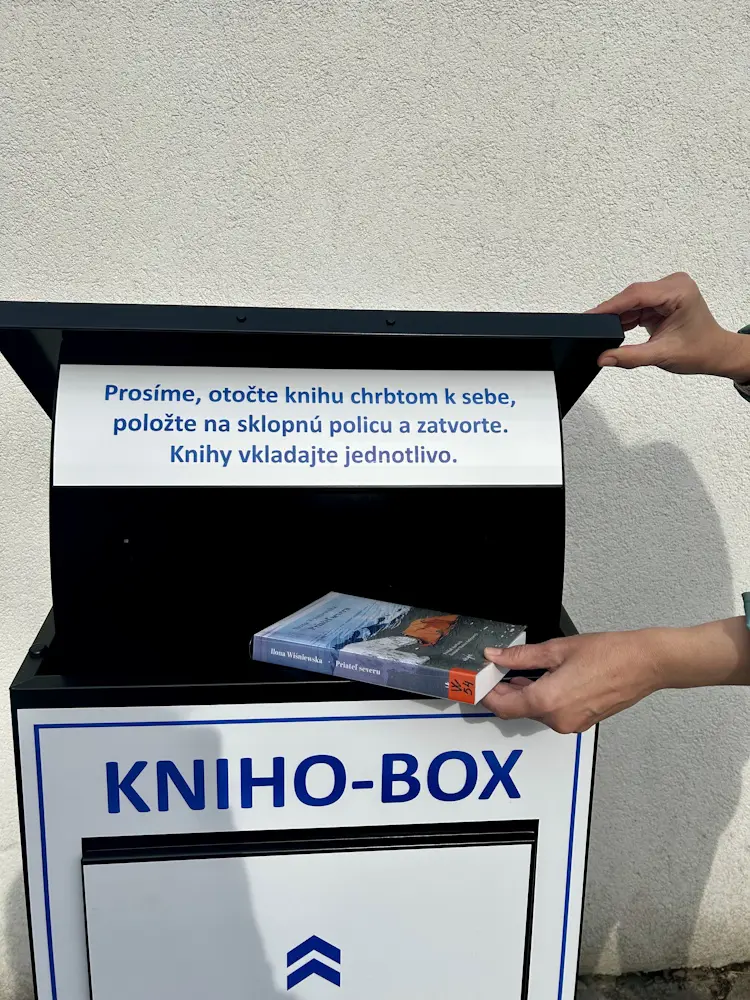 Prosíme, otočte knihu chrbtom k sebe,
položte na sklopnú policu a zatvorte.
Knihy vkladajte jednotlivo.
Ilona Wiśniewska Priateľ severu
KNIHO-BOX